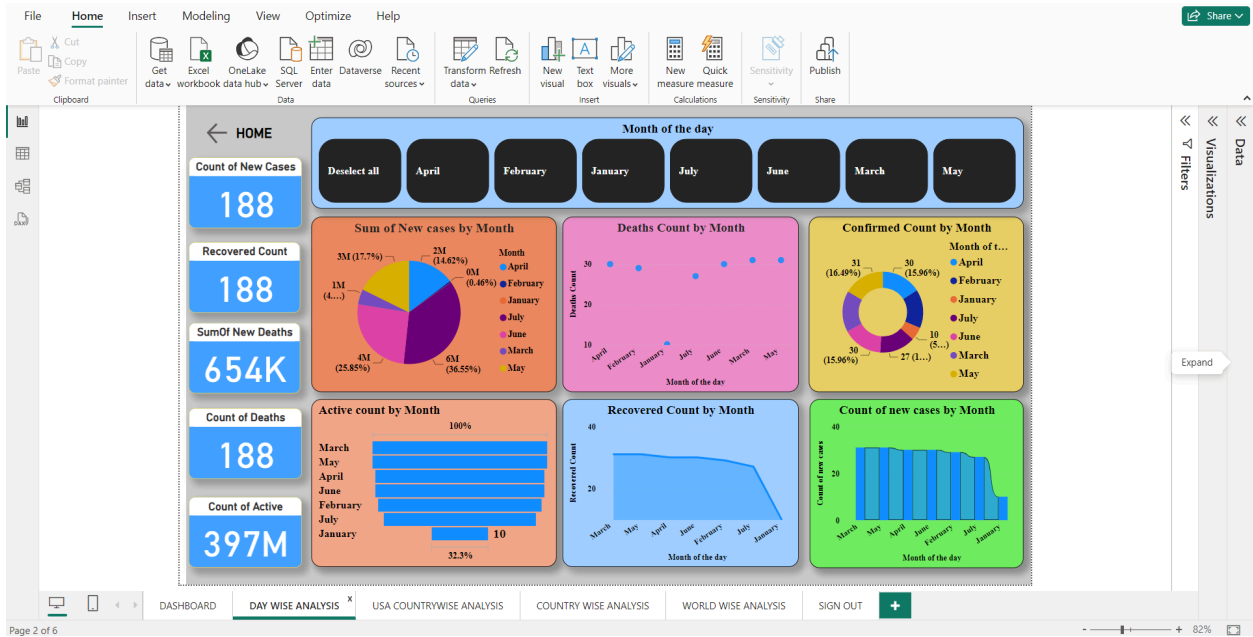 File Home Insert Modeling View Optimize Help
Share
Paste
Cut
Copy
Format painter
Clipboard
Get data
Excel workbook
OneLake data hub
SQL Server
Enter data
Dataverse
Recent sources
Data
Transform data
Refresh
Queries
New visual
Text box
More visuals
Insert
New measure
Quick measure
Calculations
Sensitivity
Sensitivity
Publish
Share
HOME
Month of the day
Deselect all April February January July June March May
Count of New Cases
188
Recovered Count
188
SumOf New Deaths
654K
Count of Deaths
188
Count of Active
397M
Sum of New cases by Month
3M (17.7%)
2M
(14.62%)
0M
(0.46%)
1M
(4....)
4M
(25.85%)
6M
(36.55%)
Month
April
February
January
July
June
March
May
Deaths Count by Month
Deaths Count
30
20
10
April February January July June March May
Month of the day
Confirmed Count by Month
31
(16.49%)
30
(15.96%)
10
(5...)
27 (1...)
30
(15.96%)
Month of t...
April
February
January
July
June
March
May
Active count by Month
100%
March
May
April
June
February
July
January
10
32.3%
Recovered Count by Month
Recovered Count
40
20
March May April June February July January
Month of the day
Count of new cases by Month
Count of new cases
40
20
0
March May April June February July January
Month of the day
Filters
Visualizations
Data
Expand
DASHBOARD DAY WISE ANALYSIS x USA COUNTRYWISE ANALYSIS COUNTRY WISE ANALYSIS WORLD WISE ANALYSIS SIGN OUT +
Page 2 of 6
- + 82%